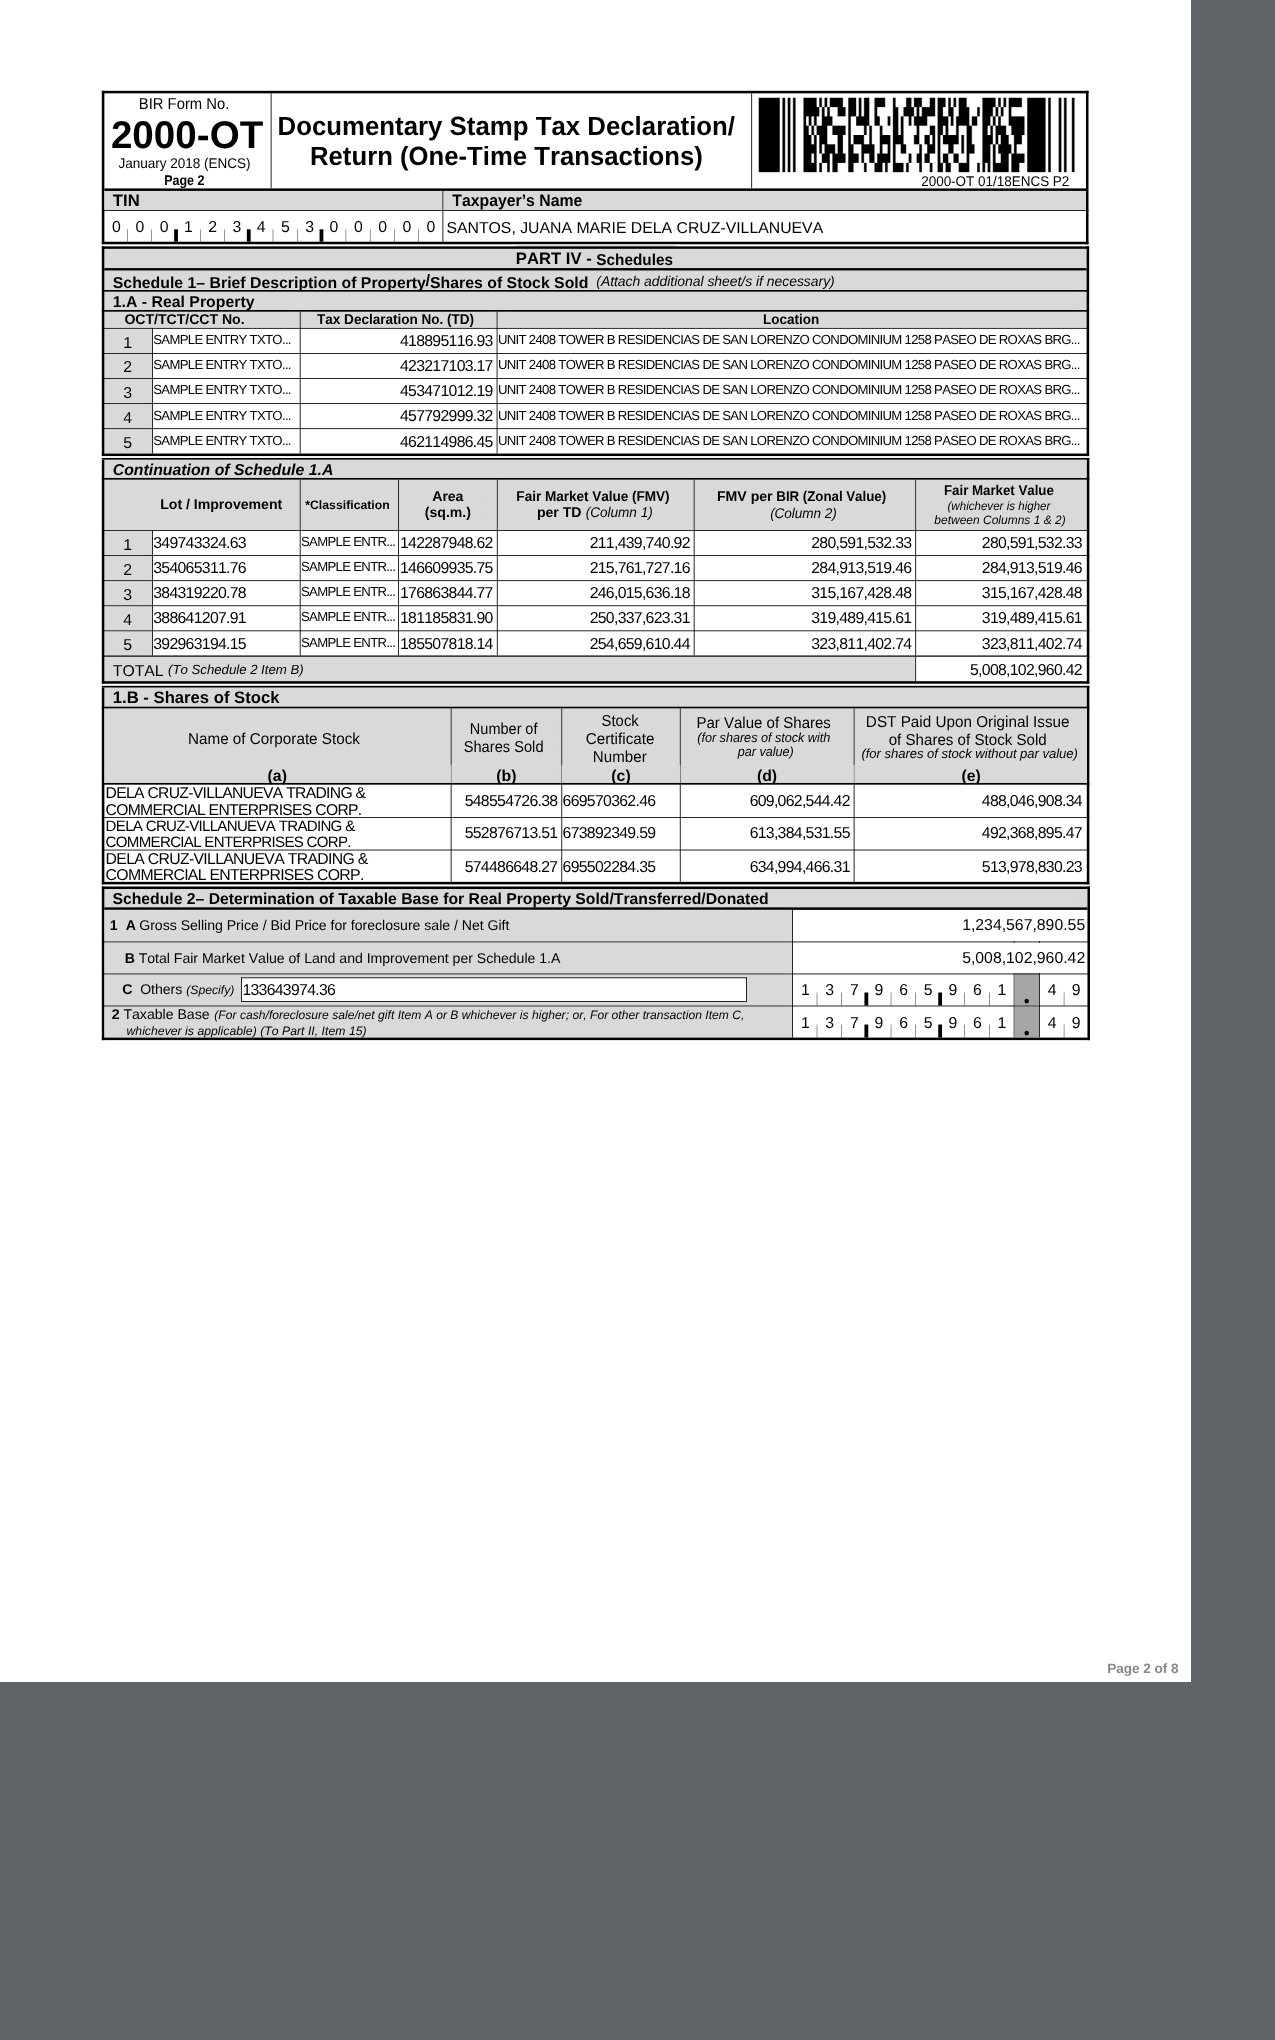 BIR Form No.
2000-OT
January 2018 (ENCS)
Page 2
Documentary Stamp Tax Declaration/
Return (One-Time Transactions)
2000-OT 01/18ENCS P2
TIN Taxpayer’s Name
0 0 0 1 2 3 4 5 3 0 0 0 0 0 SANTOS, JUANA MARIE DELA CRUZ-VILLANUEVA
PART IV - Schedules
Schedule 1– Brief Description of Property/Shares of Stock Sold (Attach additional sheet/s if necessary)
1.A - Real Property
OCT/TCT/CCT No. Tax Declaration No. (TD) Location
1 SAMPLE ENTRY TXTO... 418895116.93 UNIT 2408 TOWER B RESIDENCIAS DE SAN LORENZO CONDOMINIUM 1258 PASEO DE ROXAS BRG...
2 SAMPLE ENTRY TXTO... 423217103.17 UNIT 2408 TOWER B RESIDENCIAS DE SAN LORENZO CONDOMINIUM 1258 PASEO DE ROXAS BRG...
3 SAMPLE ENTRY TXTO... 453471012.19 UNIT 2408 TOWER B RESIDENCIAS DE SAN LORENZO CONDOMINIUM 1258 PASEO DE ROXAS BRG...
4 SAMPLE ENTRY TXTO... 457792999.32 UNIT 2408 TOWER B RESIDENCIAS DE SAN LORENZO CONDOMINIUM 1258 PASEO DE ROXAS BRG...
5 SAMPLE ENTRY TXTO... 462114986.45 UNIT 2408 TOWER B RESIDENCIAS DE SAN LORENZO CONDOMINIUM 1258 PASEO DE ROXAS BRG...
Continuation of Schedule 1.A
Lot / Improvement
*Classification
Area
(sq.m.)
Fair Market Value (FMV)
per TD (Column 1)
FMV per BIR (Zonal Value)
(Column 2)
Fair Market Value
(whichever is higher
between Columns 1 & 2)
1 349743324.63 SAMPLE ENTR... 142287948.62 211,439,740.92 280,591,532.33 280,591,532.33
2 354065311.76 SAMPLE ENTR... 146609935.75 215,761,727.16 284,913,519.46 284,913,519.46
3 384319220.78 SAMPLE ENTR... 176863844.77 246,015,636.18 315,167,428.48 315,167,428.48
4 388641207.91 SAMPLE ENTR... 181185831.90 250,337,623.31 319,489,415.61 319,489,415.61
5 392963194.15 SAMPLE ENTR... 185507818.14 254,659,610.44 323,811,402.74 323,811,402.74
TOTAL (To Schedule 2 Item B) 5,008,102,960.42
1.B - Shares of Stock
Name of Corporate Stock
Number of
Shares Sold
Stock
Certificate
Number
Par Value of Shares
(for shares of stock with
par value)
DST Paid Upon Original Issue
of Shares of Stock Sold
(for shares of stock without par value)
(a) (b) (c) (d) (e)
DELA CRUZ-VILLANUEVA TRADING &
COMMERCIAL ENTERPRISES CORP. 548554726.38 669570362.46 609,062,544.42 488,046,908.34
DELA CRUZ-VILLANUEVA TRADING &
COMMERCIAL ENTERPRISES CORP. 552876713.51 673892349.59 613,384,531.55 492,368,895.47
DELA CRUZ-VILLANUEVA TRADING &
COMMERCIAL ENTERPRISES CORP. 574486648.27 695502284.35 634,994,466.31 513,978,830.23
Schedule 2– Determination of Taxable Base for Real Property Sold/Transferred/Donated
1 A Gross Selling Price / Bid Price for foreclosure sale / Net Gift 1,234,567,890.55
B Total Fair Market Value of Land and Improvement per Schedule 1.A 5,008,102,960.42
C Others (Specify) 133643974.36 1 3 7 9 6 5 9 6 1 . 4 9
2 Taxable Base (For cash/foreclosure sale/net gift Item A or B whichever is higher; or, For other transaction Item C,
whichever is applicable) (To Part II, Item 15) 1 3 7 9 6 5 9 6 1 . 4 9
Page 2 of 8